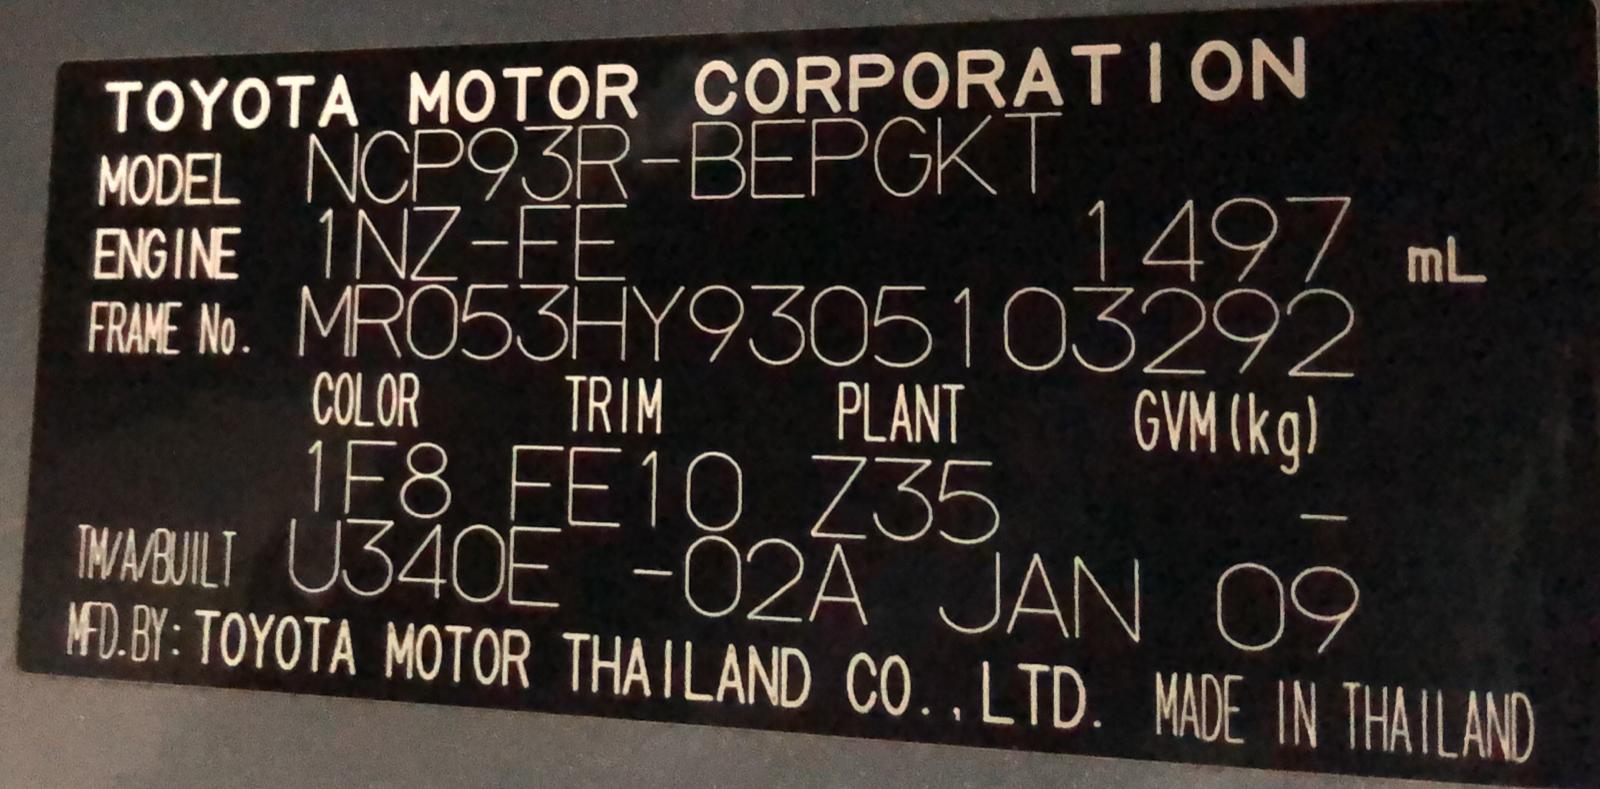 TOYOTA MOTOR CORPORATION
MODEL NCP93R-BEPGKT
ENGINE 1NZ-FE 1497 mL
FRAME No. MR053HY9305103292
COLOR TRIM PLANT GVM(kg)
1F8 FE10 Z35 –
TM/A/BUILT U340E -02A JAN 09
MFD.BY: TOYOTA MOTOR THAILAND CO.,LTD. MADE IN THAILAND